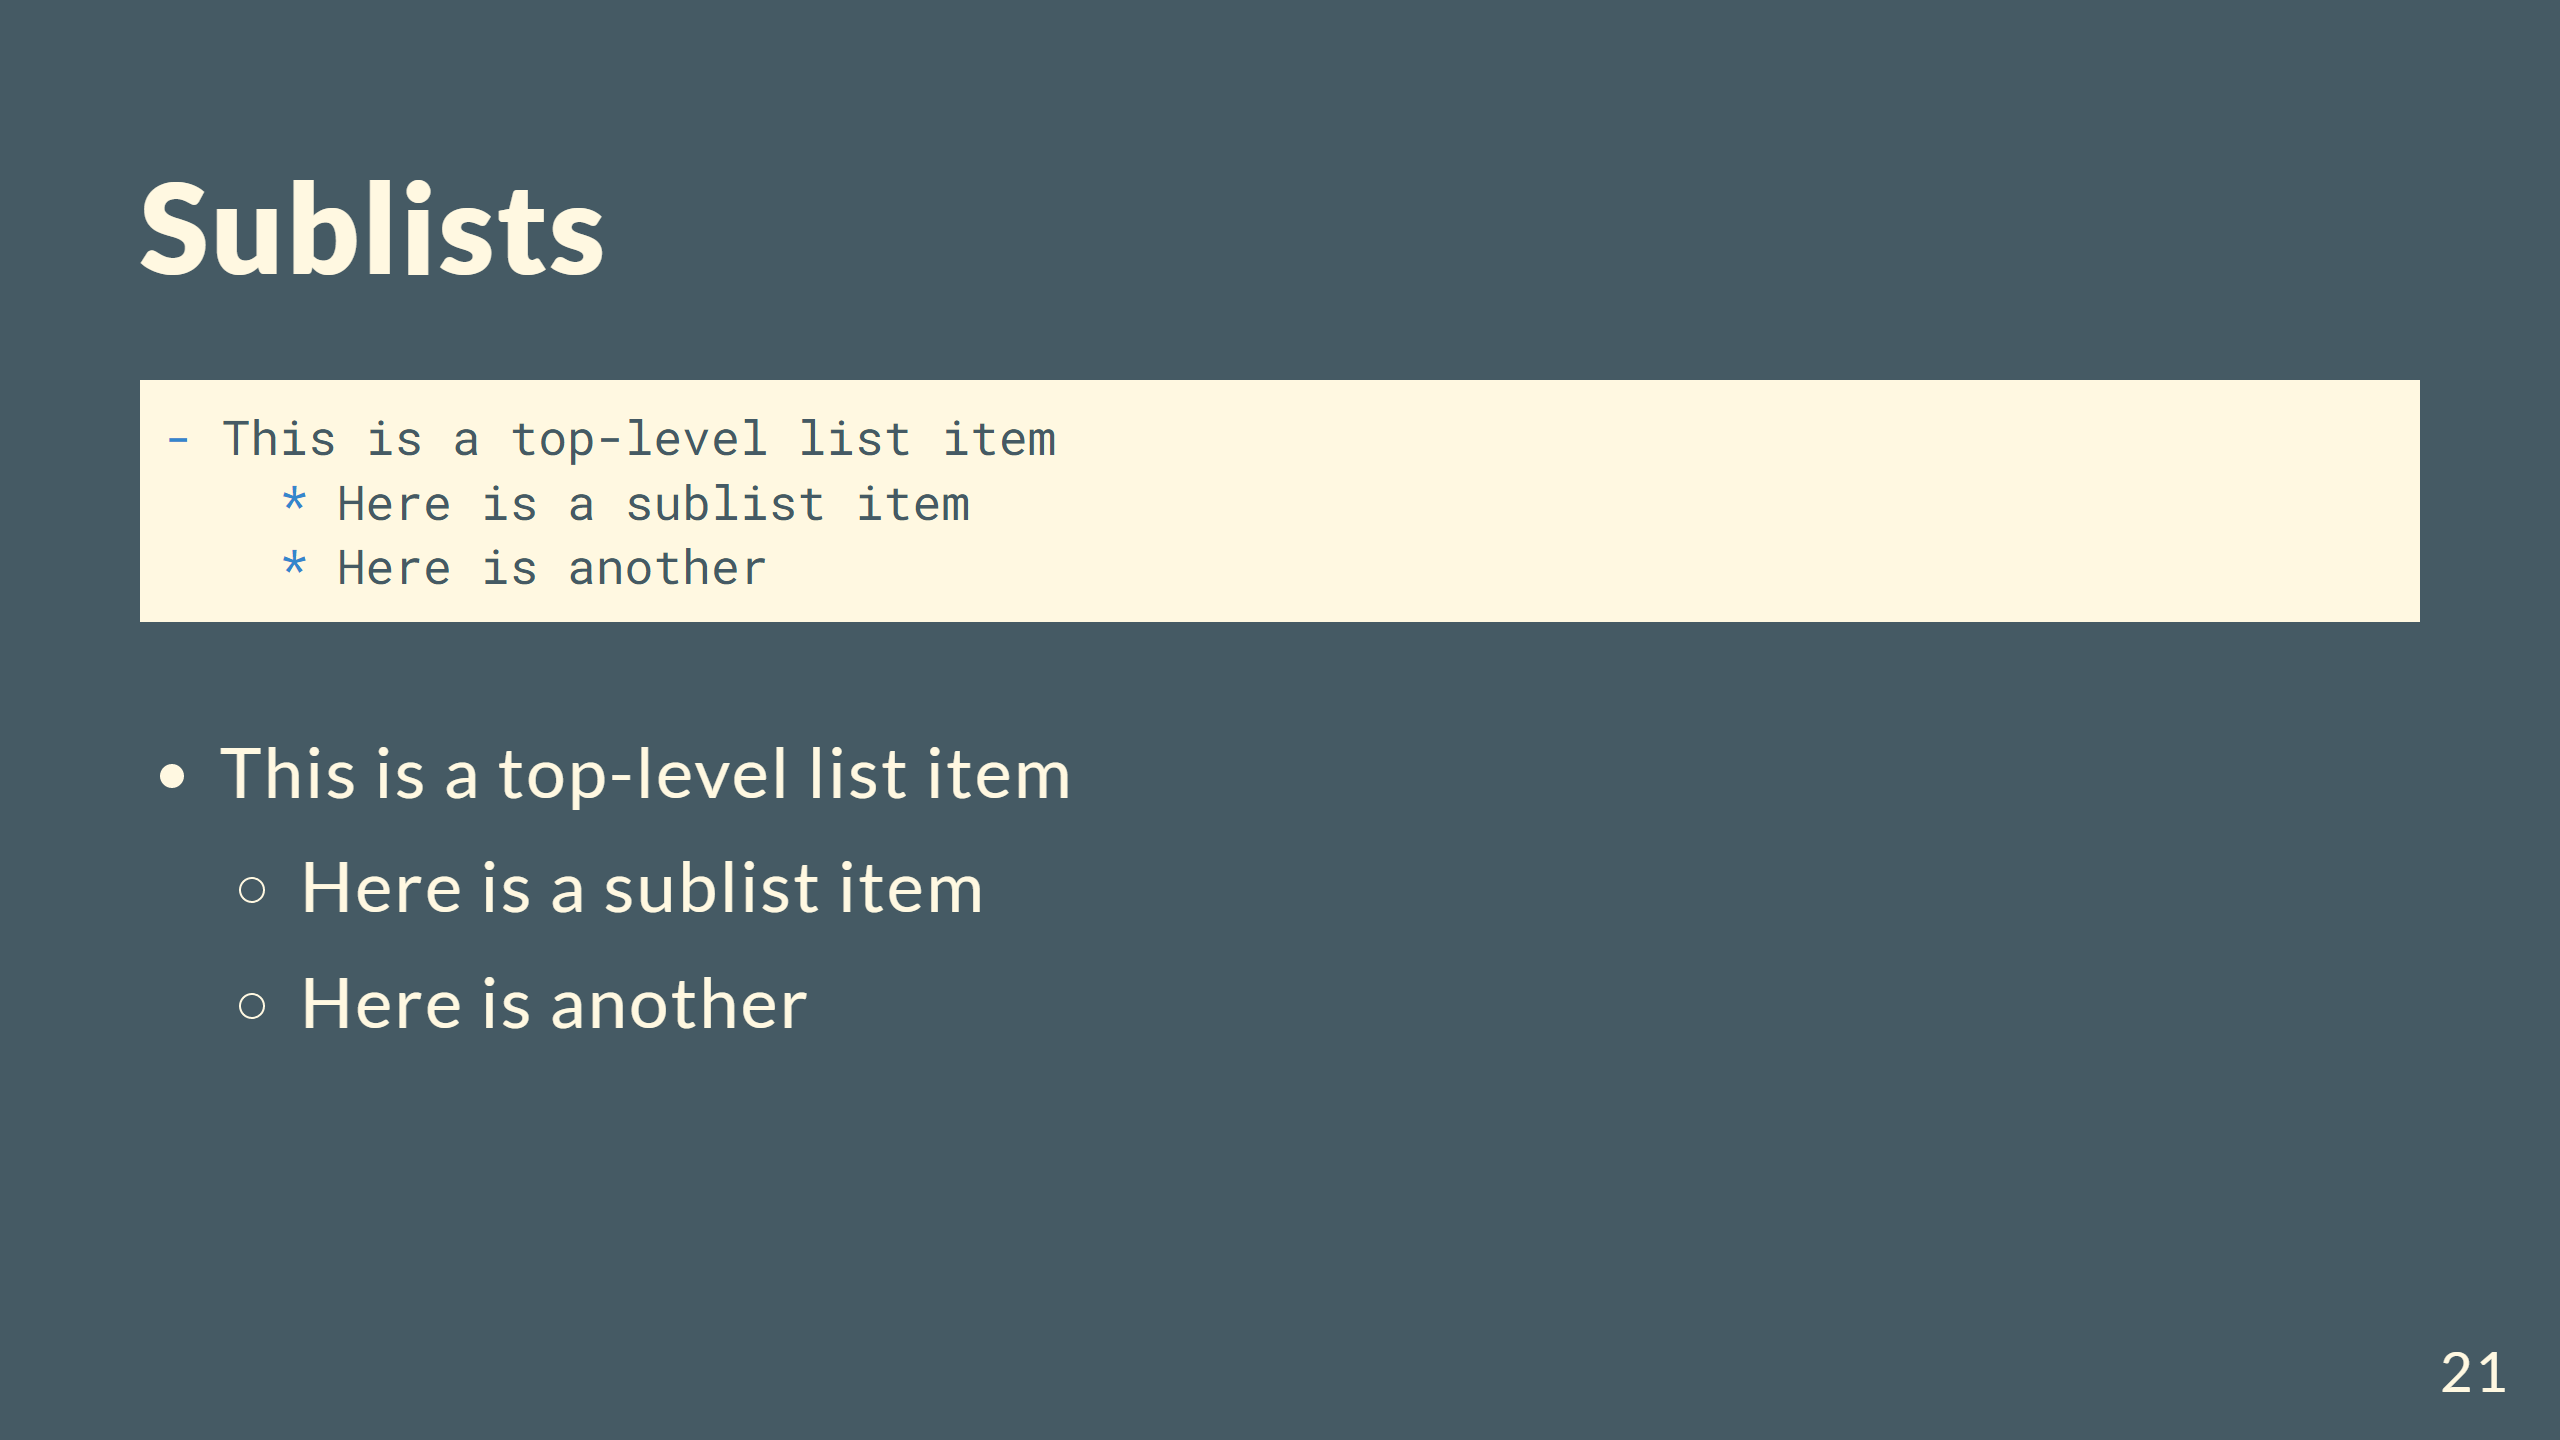 Sublists
- This is a top-level list item
    * Here is a sublist item
    * Here is another
• This is a top-level list item
○ Here is a sublist item
○ Here is another
21